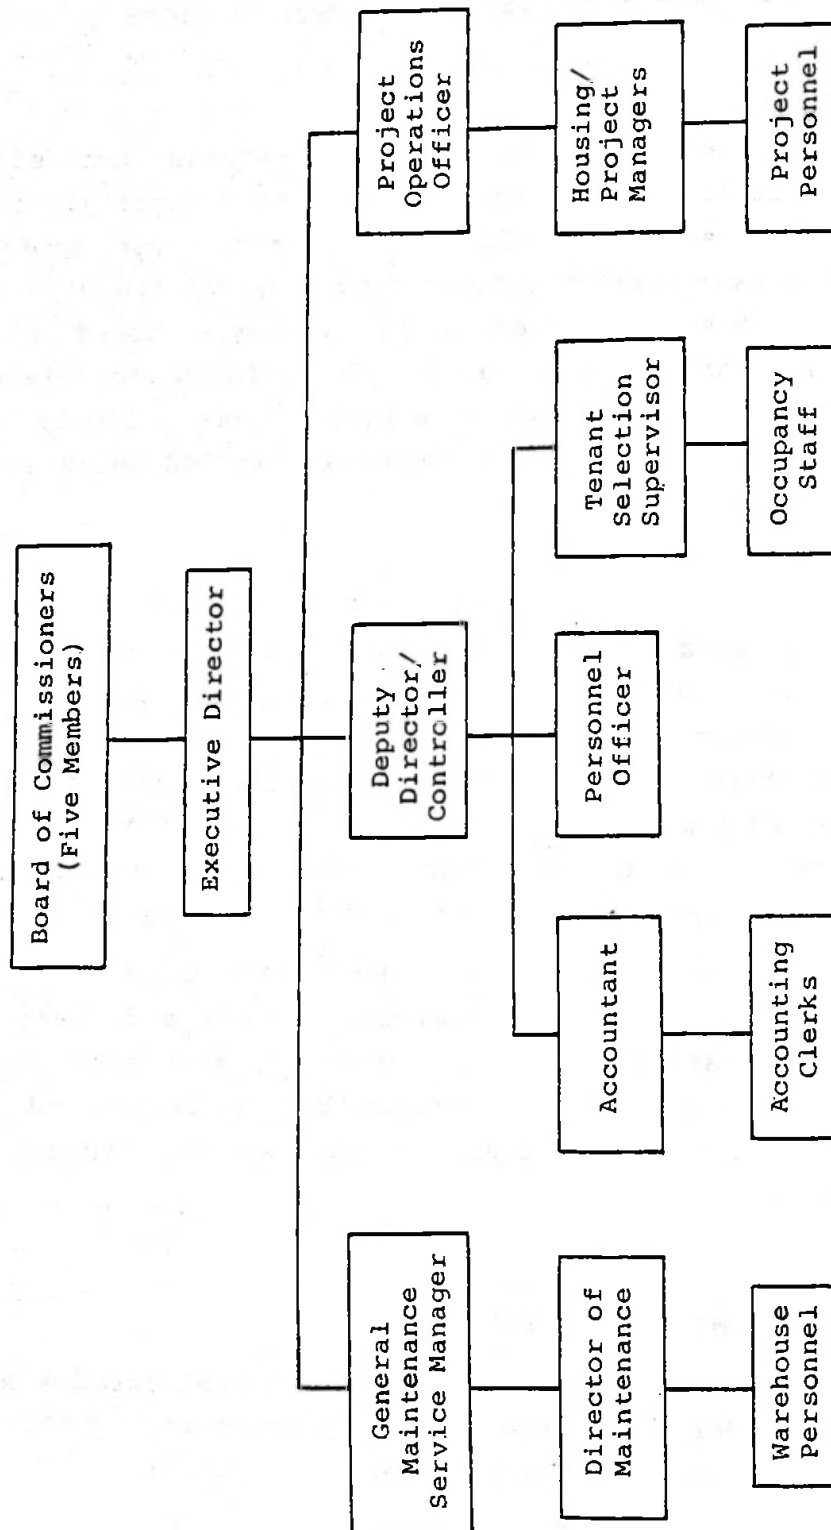 Board of Commissioners
(Five Members)
Executive Director
General
Maintenance
Service Manager
Deputy
Director/
Controller
Project
Operations
Officer
Director of
Maintenance
Accountant
Personnel
Officer
Tenant
Selection
Supervisor
Housing/
Project
Managers
Warehouse
Personnel
Accounting
Clerks
Occupancy
Staff
Project
Personnel